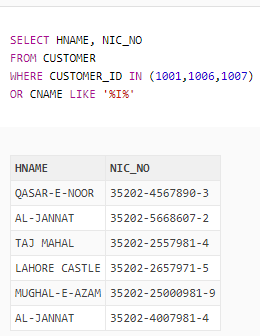 SELECT HNAME, NIC_NO
FROM CUSTOMER
WHERE CUSTOMER_ID IN (1001,1006,1007)
OR CNAME LIKE '%I%'
HNAME NIC_NO
QASAR-E-NOOR 35202-4567890-3
AL-JANNAT 35202-5668607-2
TAJ MAHAL 35202-2557981-4
LAHORE CASTLE 35202-2657971-5
MUGHAL-E-AZAM 35202-25000981-9
AL-JANNAT 35202-4007981-4